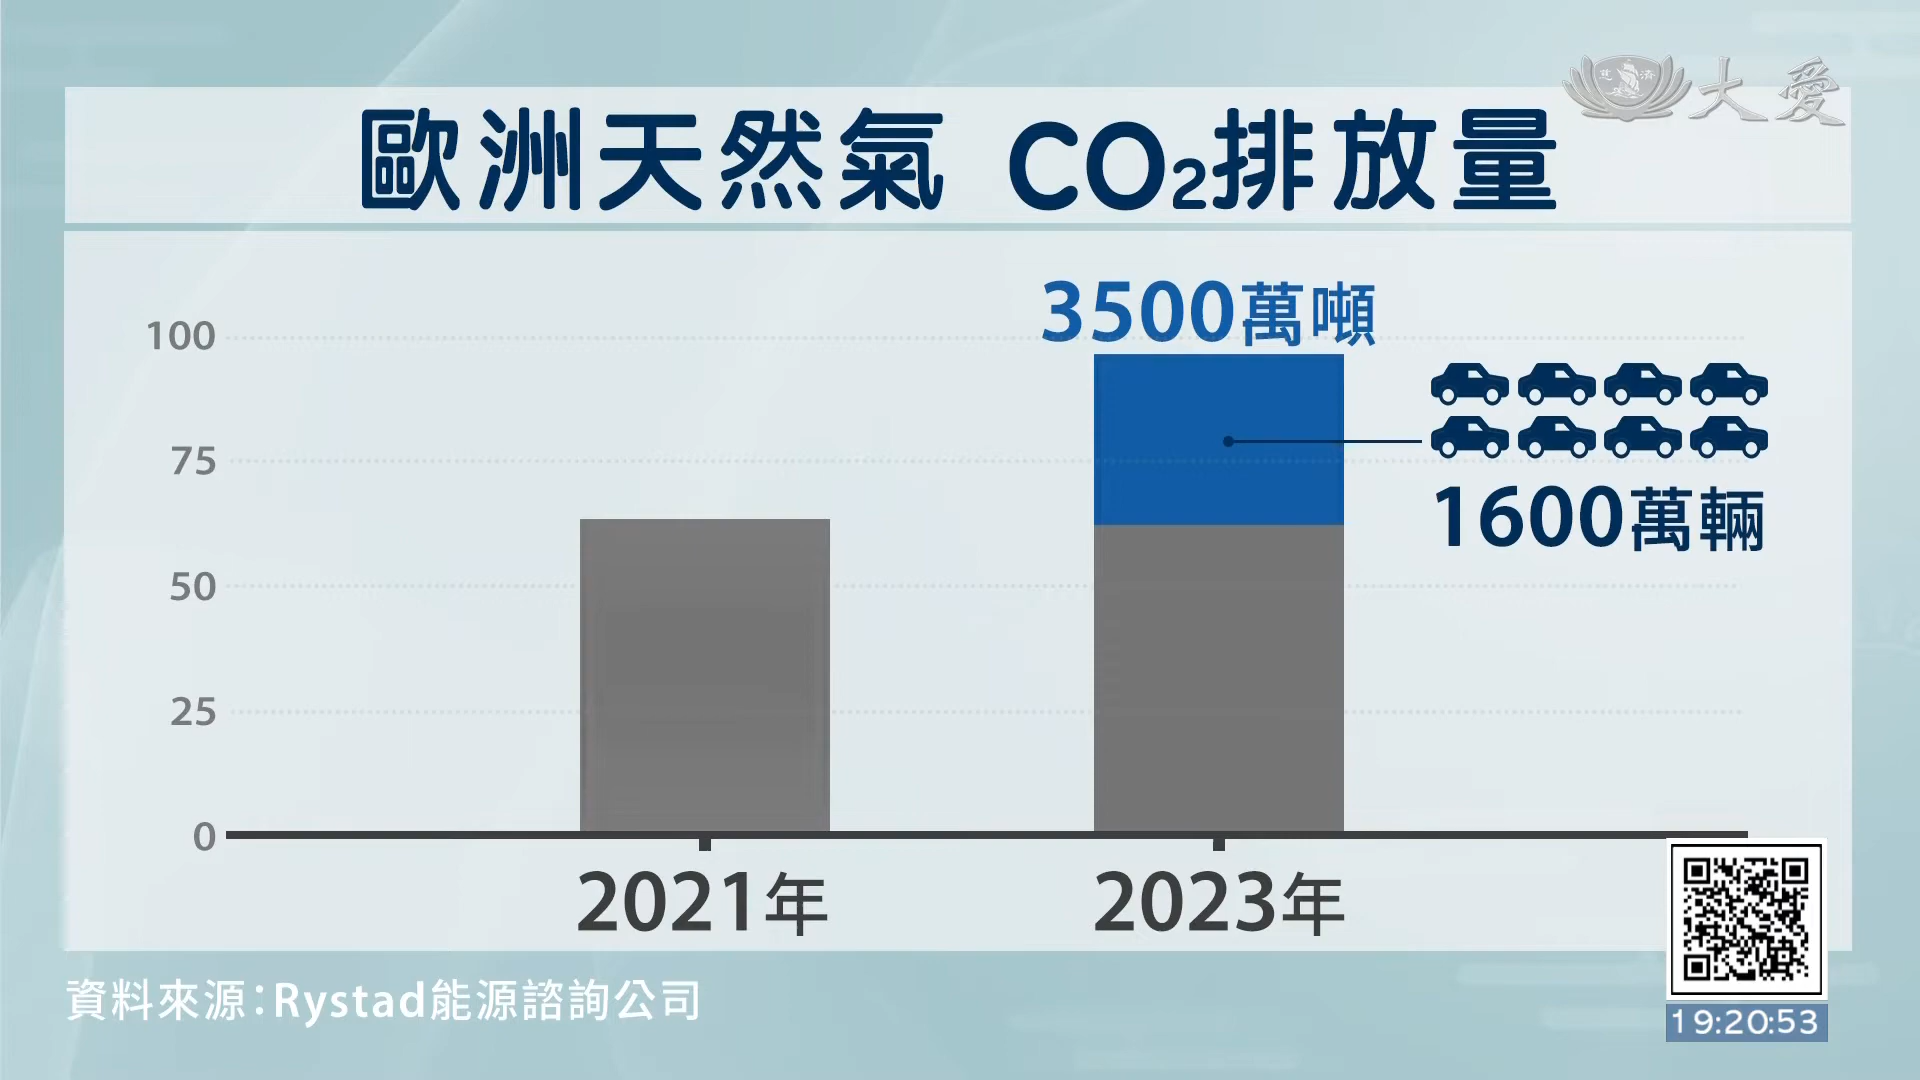 大愛
慈濟
歐洲天然氣 CO₂排放量
3500萬噸
100
75
1600萬輛
50
25
0
2021年
2023年
資料來源:Rystad能源諮詢公司
19:20:53